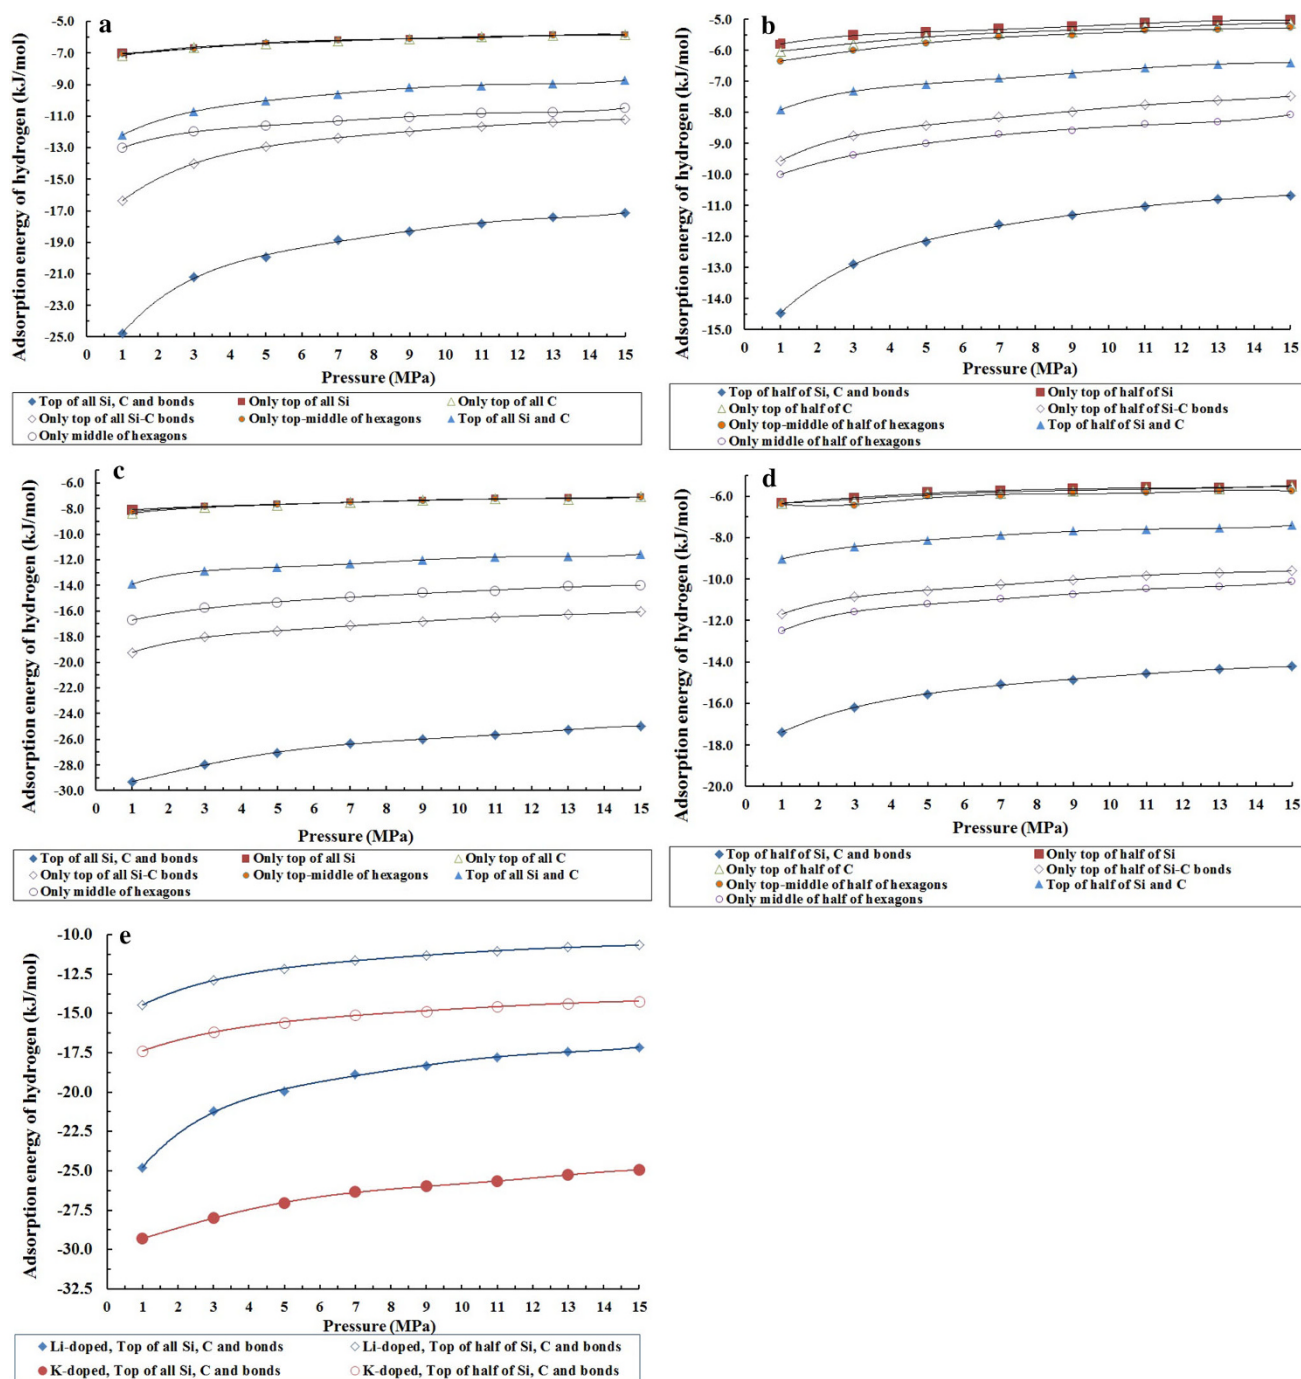 a
Adsorption energy of hydrogen (kJ/mol)
-5.0
-7.0
-9.0
-11.0
-13.0
-15.0
-17.0
-19.0
-21.0
-23.0
-25.0
0 1 2 3 4 5 6 7 8 9 10 11 12 13 14 15
Pressure (MPa)
Top of all Si, C and bonds Only top of all Si Only top of all C
Only top of all Si-C bonds Only top-middle of hexagons Top of all Si and C
Only middle of hexagons
b
Adsorption energy of hydrogen (kJ/mol)
-5.0
-6.0
-7.0
-8.0
-9.0
-10.0
-11.0
-12.0
-13.0
-14.0
-15.0
0 1 2 3 4 5 6 7 8 9 10 11 12 13 14 15
Pressure (MPa)
Top of half of Si, C and bonds Only top of half of Si
Only top of half of C Only top of half of Si-C bonds
Only top-middle of half of hexagons Top of half of Si and C
Only middle of half of hexagons
c
Adsorption energy of hydrogen (kJ/mol)
-6.0
-8.0
-10.0
-12.0
-14.0
-16.0
-18.0
-20.0
-22.0
-24.0
-26.0
-28.0
-30.0
0 1 2 3 4 5 6 7 8 9 10 11 12 13 14 15
Pressure (MPa)
Top of all Si, C and bonds Only top of all Si Only top of all C
Only top of all Si-C bonds Only top-middle of hexagons Top of all Si and C
Only middle of hexagons
d
Adsorption energy of hydrogen (kJ/mol)
-6.0
-8.0
-10.0
-12.0
-14.0
-16.0
-18.0
-20.0
0 1 2 3 4 5 6 7 8 9 10 11 12 13 14 15
Pressure (MPa)
Top of half of Si, C and bonds Only top of half of Si
Only top of half of C Only top of half of Si-C bonds
Only top-middle of half of hexagons Top of half of Si and C
Only middle of half of hexagons
e
Adsorption energy of hydrogen (kJ/mol)
-10.0
-12.5
-15.0
-17.5
-20.0
-22.5
-25.0
-27.5
-30.0
-32.5
0 1 2 3 4 5 6 7 8 9 10 11 12 13 14 15
Pressure (MPa)
Li-doped, Top of all Si, C and bonds Li-doped, Top of half of Si, C and bonds
K-doped, Top of all Si, C and bonds K-doped, Top of half of Si, C and bonds